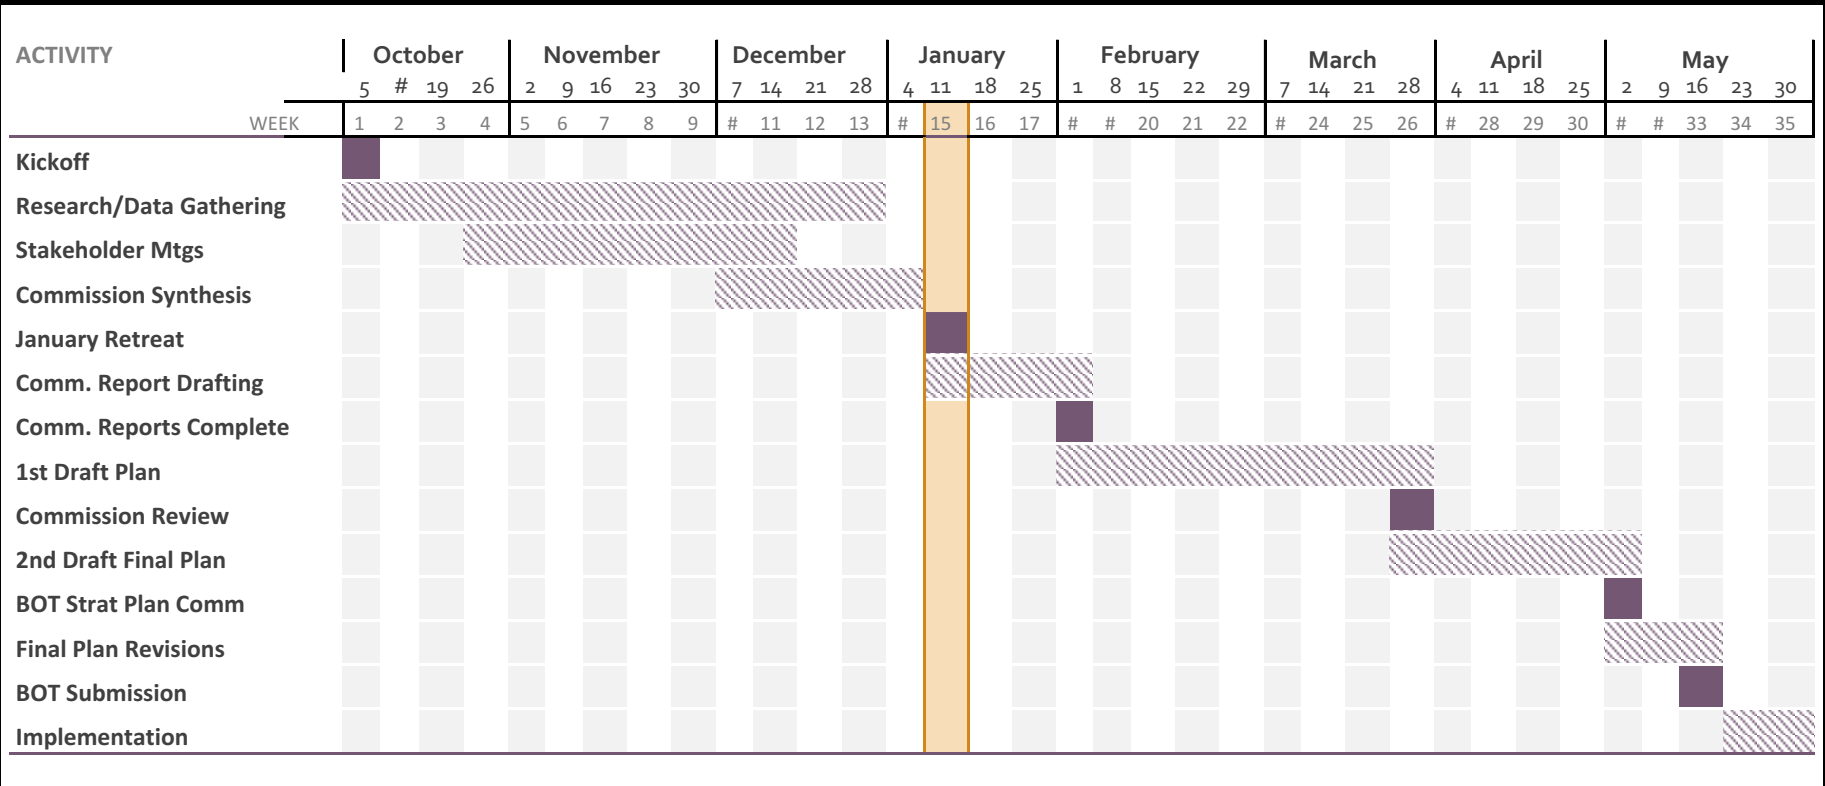 ACTIVITY October November December January February March April May
5 # 19 26 2 9 16 23 30 7 14 21 28 4 11 18 25 1 8 15 22 29 7 14 21 28 4 11 18 25 2 9 16 23 30
WEEK 1 2 3 4 5 6 7 8 9 # 11 12 13 # 15 16 17 # # 20 21 22 # 24 25 26 # 28 29 30 # # 33 34 35
Kickoff
Research/Data Gathering
Stakeholder Mtgs
Commission Synthesis
January Retreat
Comm. Report Drafting
Comm. Reports Complete
1st Draft Plan
Commission Review
2nd Draft Final Plan
BOT Strat Plan Comm
Final Plan Revisions
BOT Submission
Implementation